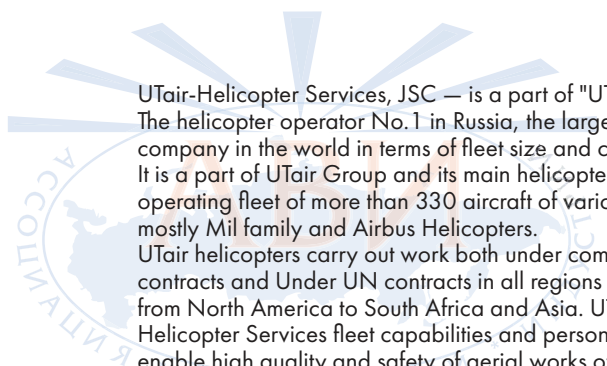 UTair-Helicopter Services, JSC — is a part of "UT
The helicopter operator No.1 in Russia, the large
company in the world in terms of fleet size and c
It is a part of UTair Group and its main helicopte
operating fleet of more than 330 aircraft of vario
mostly Mil family and Airbus Helicopters.
UTair helicopters carry out work both under com
contracts and Under UN contracts in all regions
from North America to South Africa and Asia. U
Helicopter Services fleet capabilities and person
enable high quality and safety of aerial works of
АВИ
АССОЦИАЦИЯ